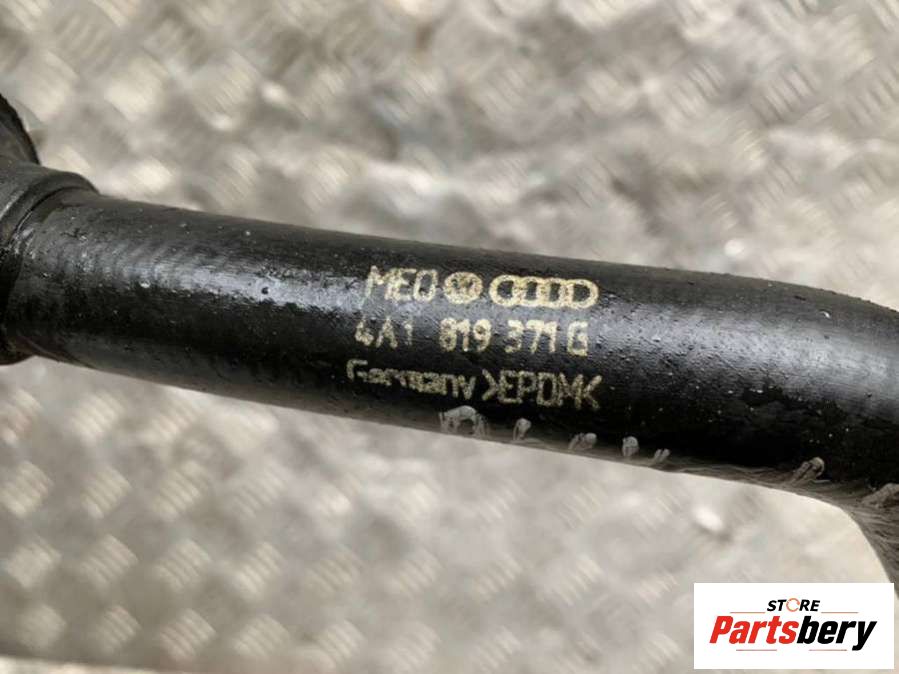 MEO
4A1 819 371 G
Germany >EPDM<
STORE
Partsbery